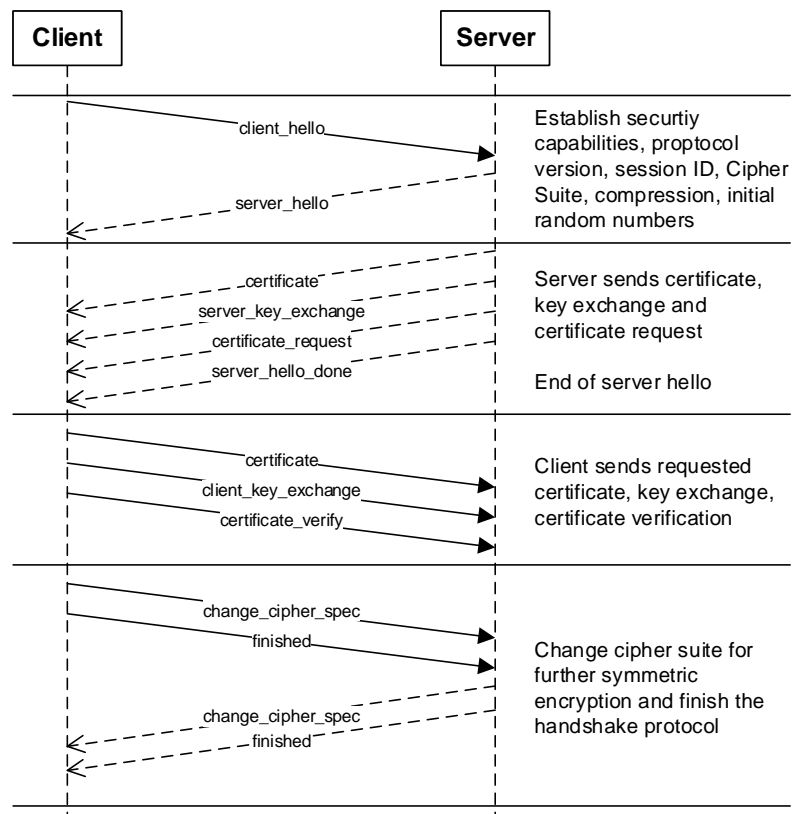 Client
Server
client_hello
server_hello
Establish securtiy
capabilities, proptocol
version, session ID, Cipher
Suite, compression, initial
random numbers
certificate
server_key_exchange
certificate_request
server_hello_done
Server sends certificate,
key exchange and
certificate request
End of server hello
certificate
client_key_exchange
certificate_verify
Client sends requested
certificate, key exchange,
certificate verification
change_cipher_spec
finished
change_cipher_spec
finished
Change cipher suite for
further symmetric
encryption and finish the
handshake protocol